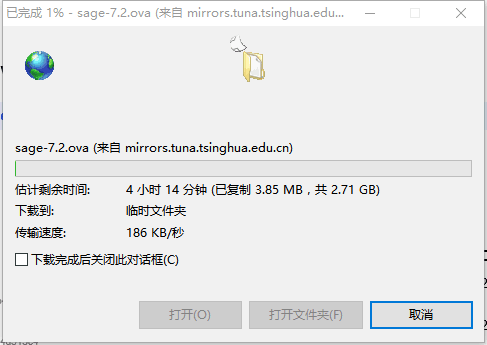 已完成 1% - sage-7.2.ova (来自 mirrors.tuna.tsinghua.edu...
sage-7.2.ova (来自 mirrors.tuna.tsinghua.edu.cn)
估计剩余时间: 4 小时 14 分钟 (已复制 3.85 MB，共 2.71 GB)
下载到: 临时文件夹
传输速度: 186 KB/秒
下载完成后关闭此对话框(C)
打开(O) 打开文件夹(F) 取消